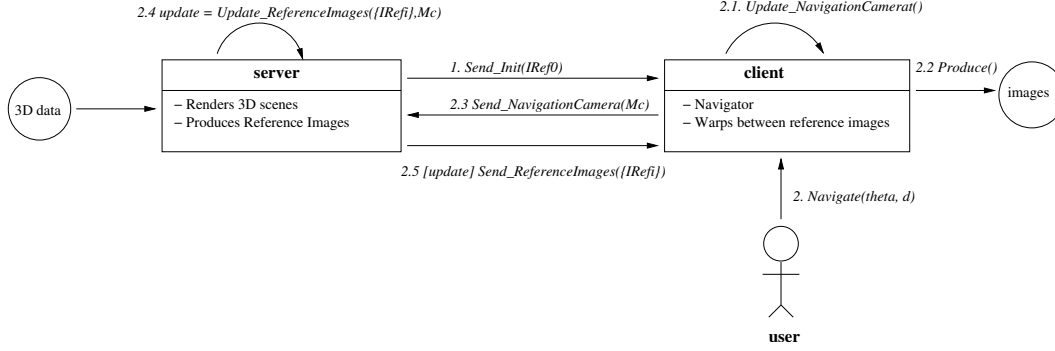 2.4 update = Update_ReferenceImages({IRefi},Mc)
2.1. Update_NavigationCamerat()
server
1. Send_Init(IRef0)
client
2.2 Produce()
3D data
– Renders 3D scenes
– Produces Reference Images
2.3 Send_NavigationCamera(Mc)
– Navigator
– Warps between reference images
images
2.5 [update] Send_ReferenceImages({IRefi})
2. Navigate(theta, d)
user